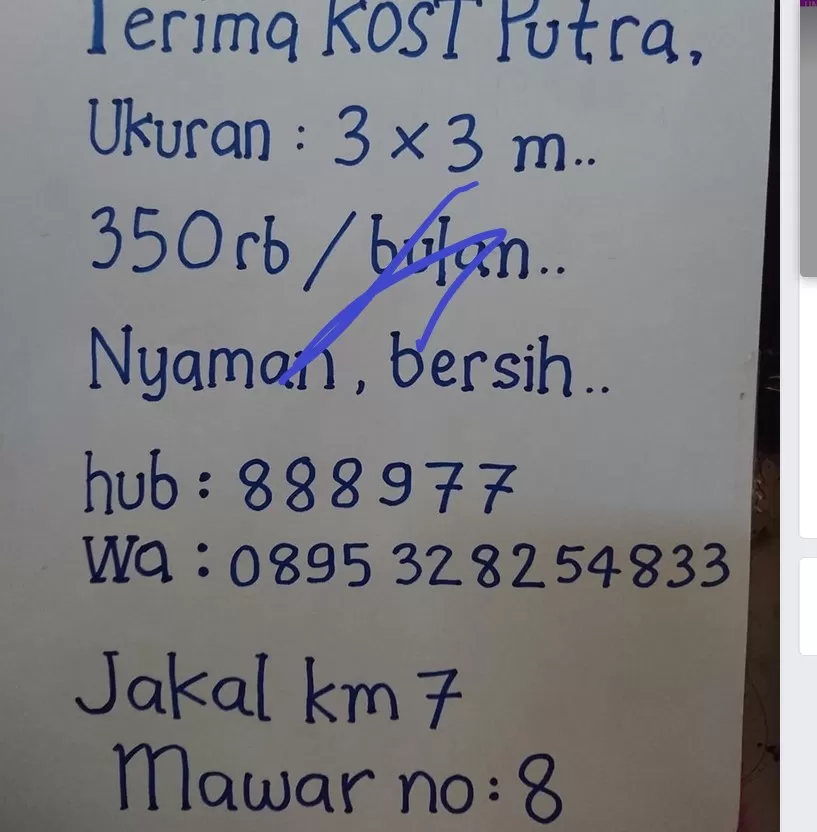 Terima KOST Putra,
Ukuran : 3 x 3 m..
350rb / bulan..
Nyaman, bersih..
hub : 888977
Wa : 0895 328254833
Jakal km 7
Mawar no : 8